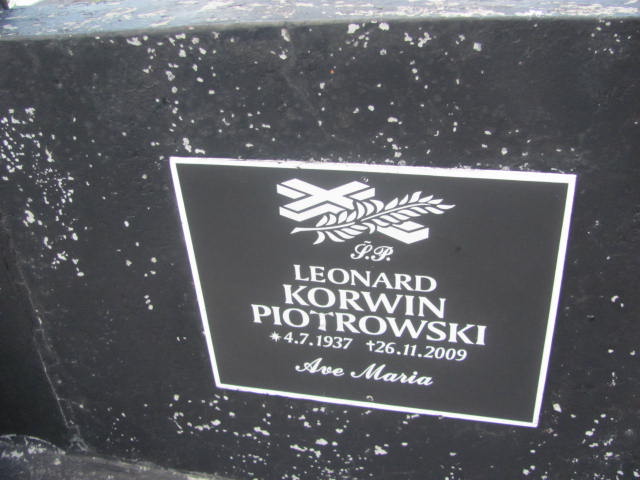 Ś.P.
LEONARD
KORWIN
PIOTROWSKI
*4.7.1937 †26.11.2009
Ave Maria